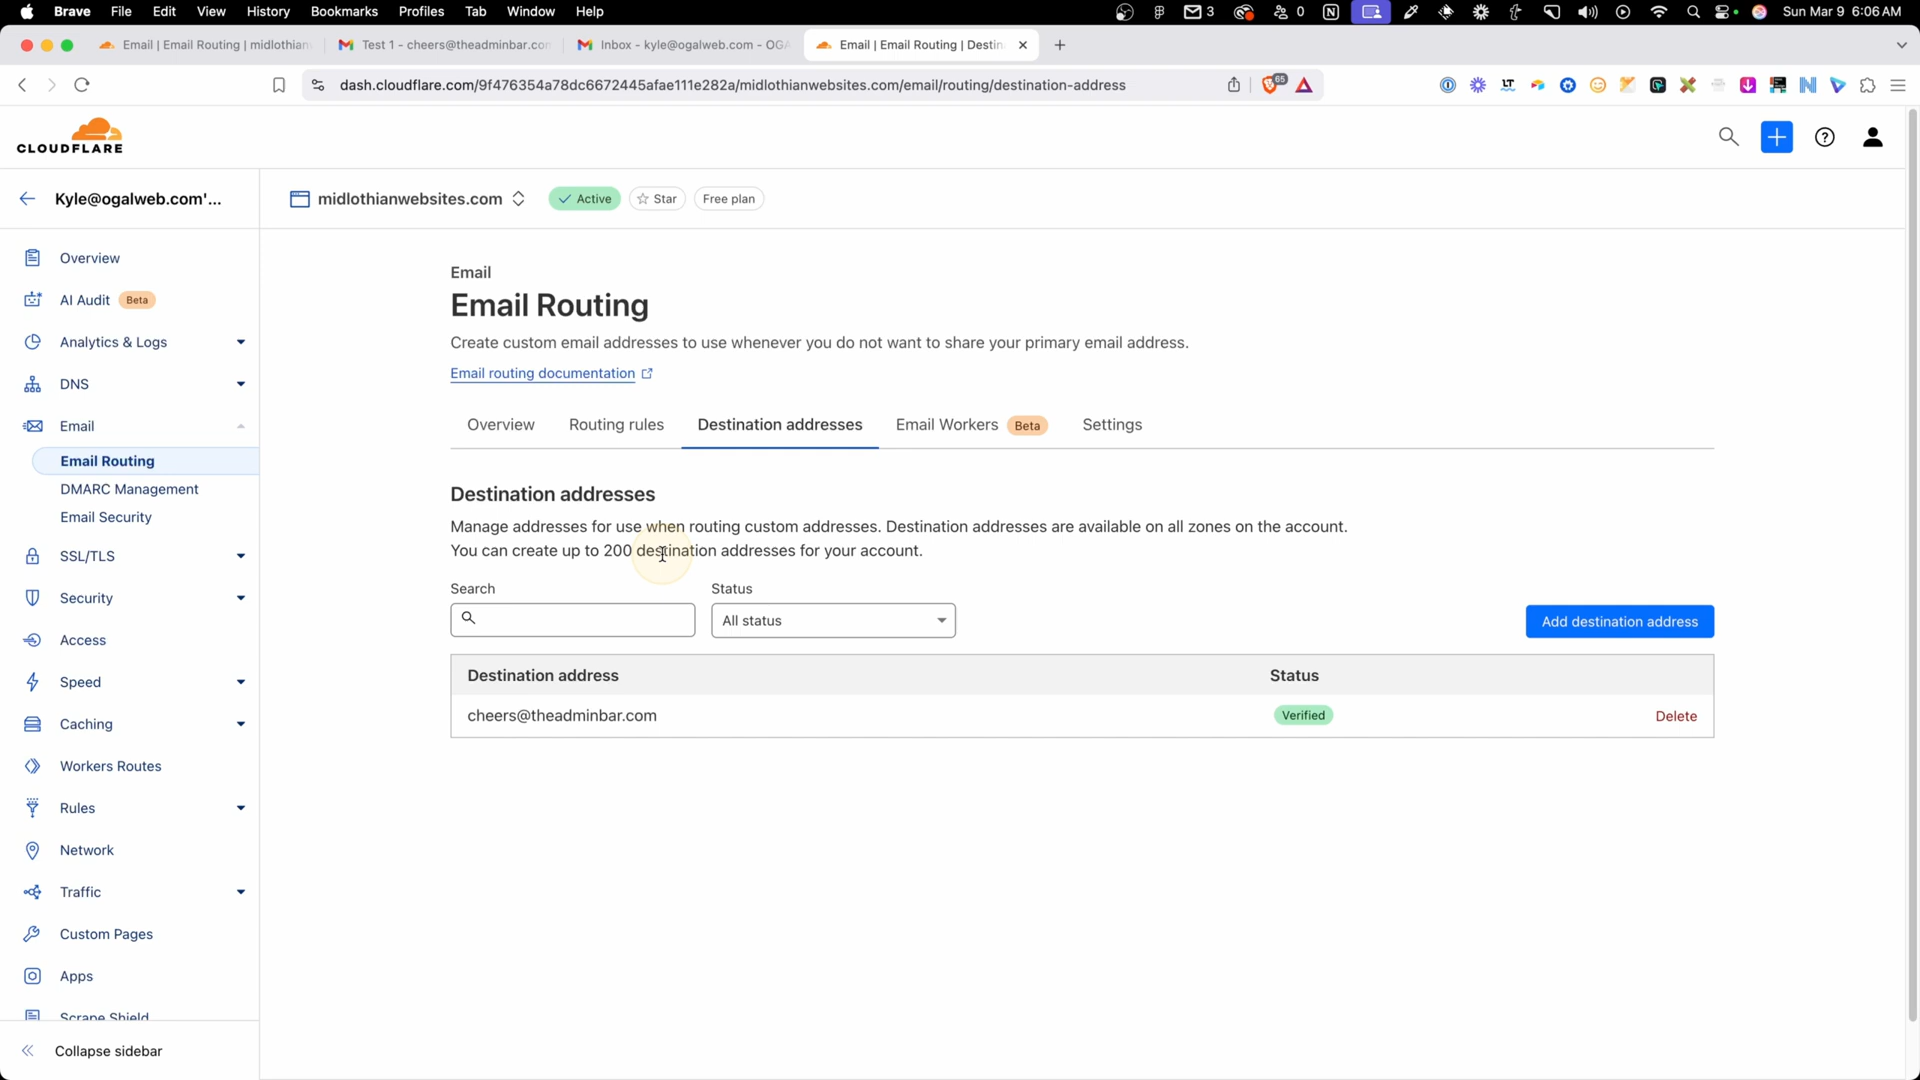 Brave File Edit View History Bookmarks Profiles Tab Window Help 3 0 Sun Mar 9 6:06 AM
Email | Email Routing | midlothian
Test 1 - cheers@theadminbar.co
Inbox - kyle@ogalweb.com - OGA
Email | Email Routing | Destin
dash.cloudflare.com/9f476354a78dc6672445afae111e282a/midlothianwebsites.com/email/routing/destination-address
65
LT
CLOUDFLARE
Kyle@ogalweb.com'...
midlothianwebsites.com
Active
Star
Free plan
Overview
AI Audit Beta
Analytics & Logs
DNS
Email
Email Routing
DMARC Management
Email Security
SSL/TLS
Security
Access
Speed
Caching
Workers Routes
Rules
Network
Traffic
Custom Pages
Apps
Scrape Shield
Collapse sidebar
Email
Email Routing
Create custom email addresses to use whenever you do not want to share your primary email address.
Email routing documentation
Overview Routing rules Destination addresses Email Workers Beta Settings
Destination addresses
Manage addresses for use when routing custom addresses. Destination addresses are available on all zones on the account.
You can create up to 200 destination addresses for your account.
Search Status
All status
Add destination address
Destination address Status
cheers@theadminbar.com Verified Delete